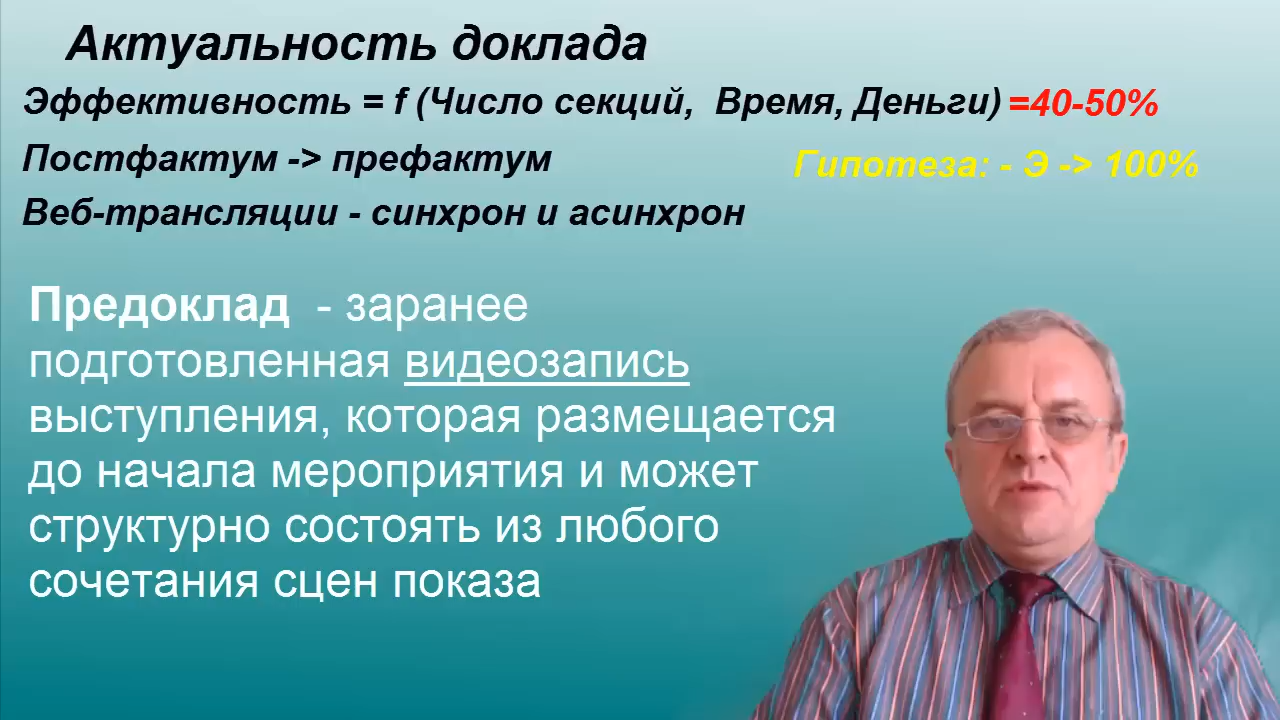 Актуальность доклада
Эффективность = f (Число секций, Время, Деньги) =40-50%
Постфактум -> префактум
Гипотеза: - Э -> 100%
Веб-трансляции - синхрон и асинхрон
Предоклад - заранее
подготовленная видеозапись
выступления, которая размещается
до начала мероприятия и может
структурно состоять из любого
сочетания сцен показа